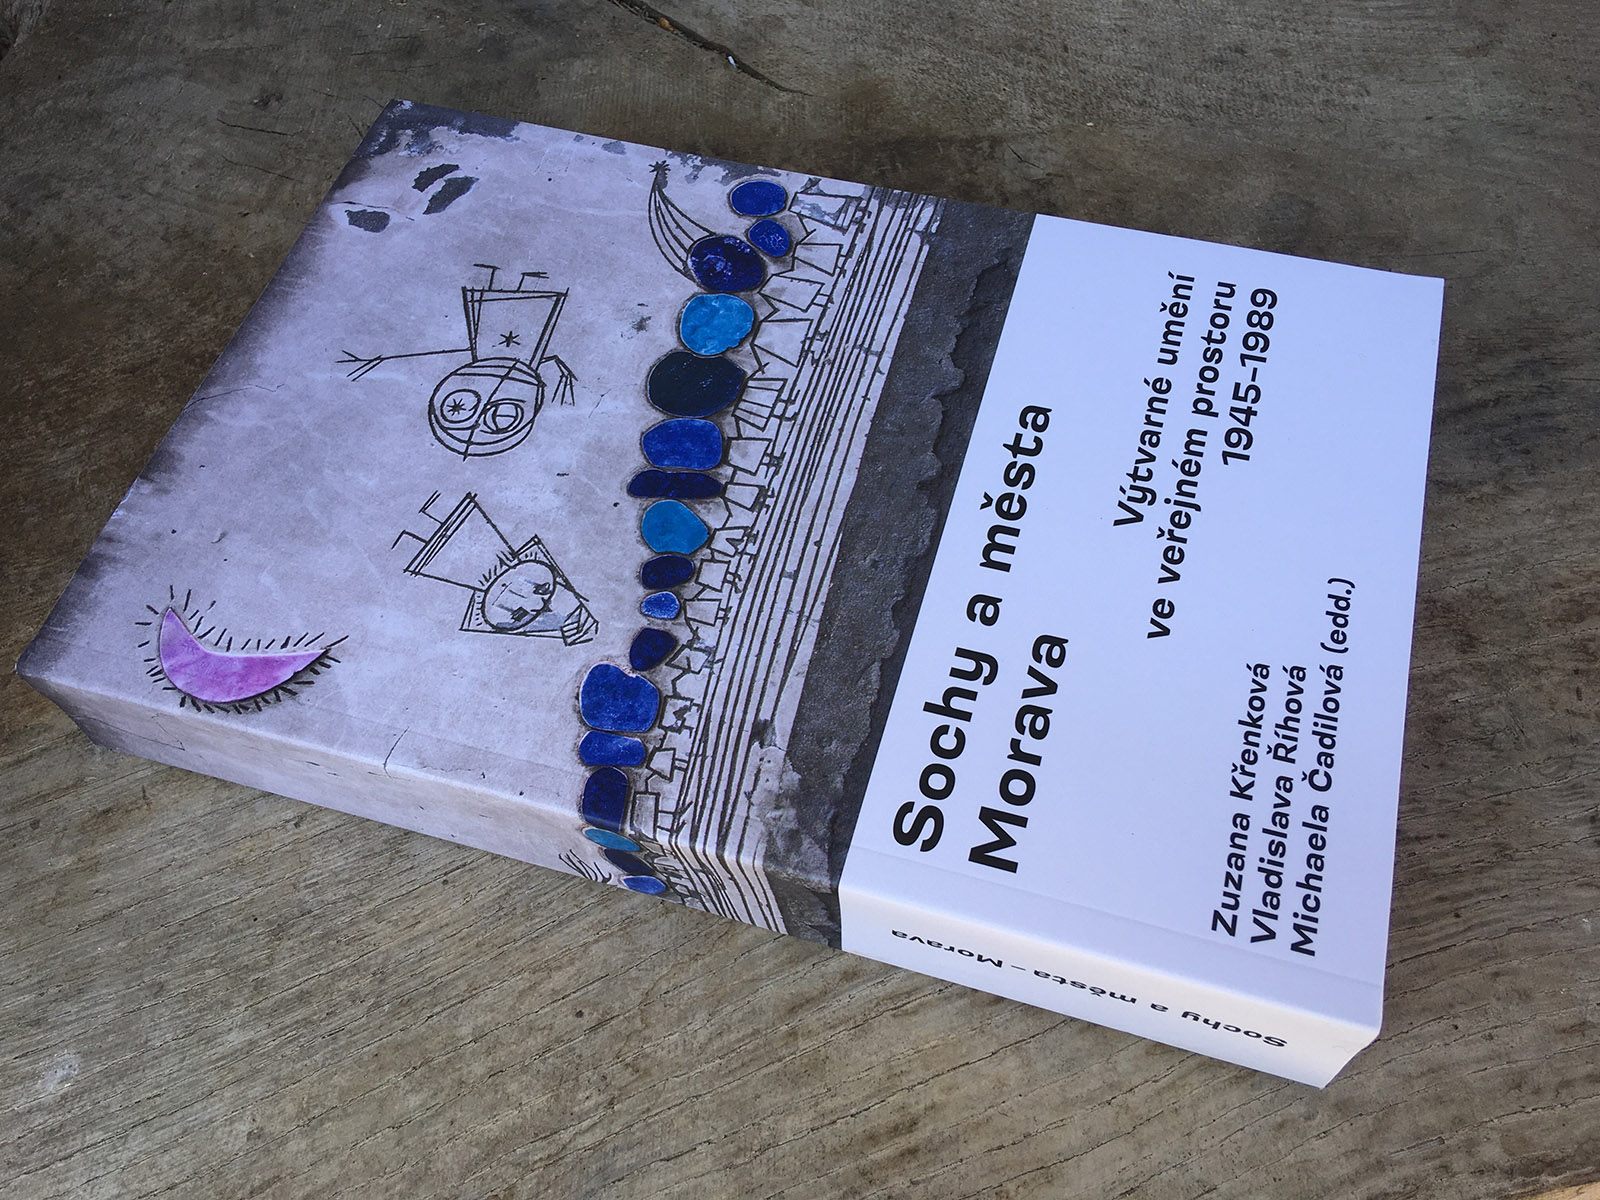 Sochy a města
Morava
Výtvarné umění
ve veřejném prostoru
1945–1989
Zuzana Křenková
Vladislava Říhová
Michaela Čadilová (edd.)
Sochy a města – Morava